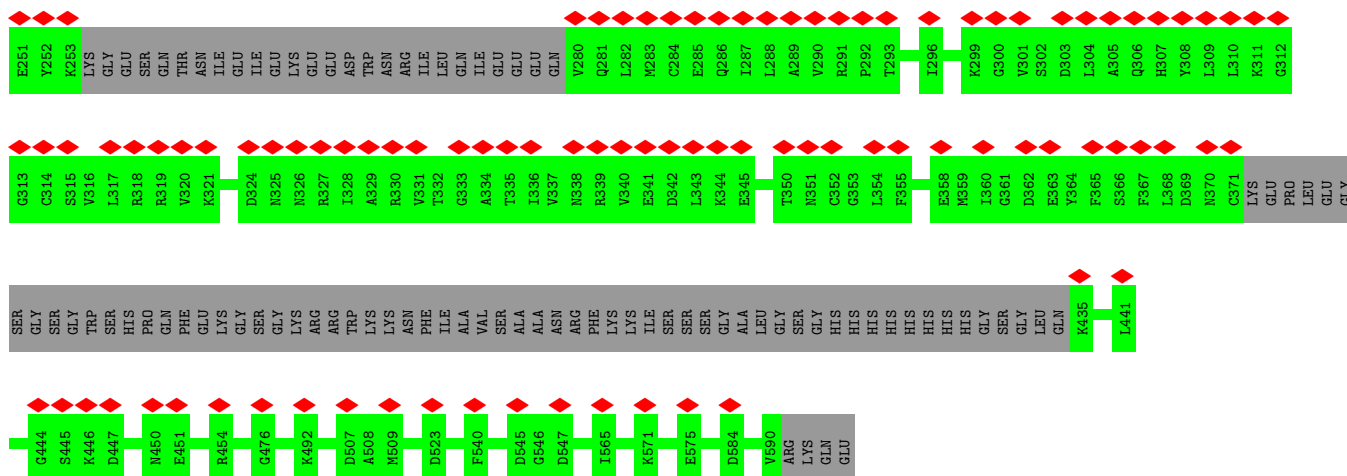 E251 Y252 K253 LYS GLY GLU SER GLN THR ASN ILE GLU ILE GLU LYS GLU GLU ASP TRP ASN ARG ILE LEU GLN ILE GLU GLU GLU GLN V280 Q281 L282 M283 C284 E285 Q286 I287 L288 A289 V290 R291 P292 T293 I296 K299 G300 V301 S302 D303 L304 A305 Q306 H307 Y308 L309 L310 K311 G312
G313 C314 S315 V316 L317 R318 R319 V320 K321 D324 N325 N326 R327 I328 A329 R330 V331 T332 G333 A334 T335 I336 V337 N338 R339 V340 E341 D342 L343 K344 E345 T350 N351 C352 G353 L354 F355 E358 M359 I360 G361 D362 E363 Y364 F365 S366 F367 L368 D369 N370 C371 LYS GLU PRO LEU GLU GLY
SER GLY SER GLY TRP SER HIS PRO GLN PHE GLU LYS GLY SER GLY LYS ARG ARG TRP LYS LYS ASN PHE ILE ALA VAL SER ALA ALA ASN ARG PHE LYS LYS ILE SER SER SER GLY ALA LEU GLY SER GLY HIS HIS HIS HIS HIS HIS HIS HIS GLY SER GLY LEU GLN K435 L441
G444 S445 K446 D447 N450 E451 R454 G476 K492 D507 A508 M509 D523 F540 D545 G546 D547 I565 K571 E575 D584 V590 ARG LYS GLN GLU